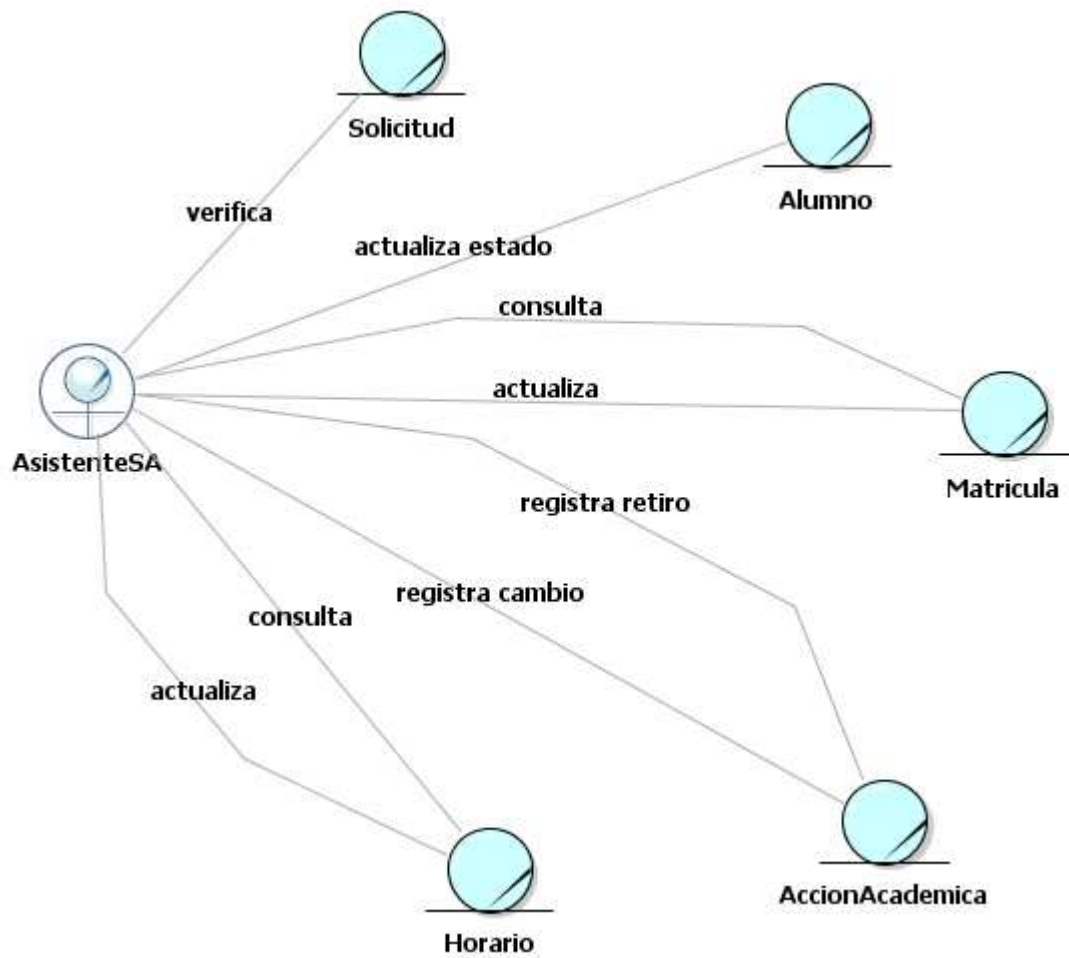 Solicitud
Alumno
verifica
actualiza estado
consulta
actualiza
AsistenteSA
Matricula
registra retiro
registra cambio
consulta
actualiza
AccionAcademica
Horario